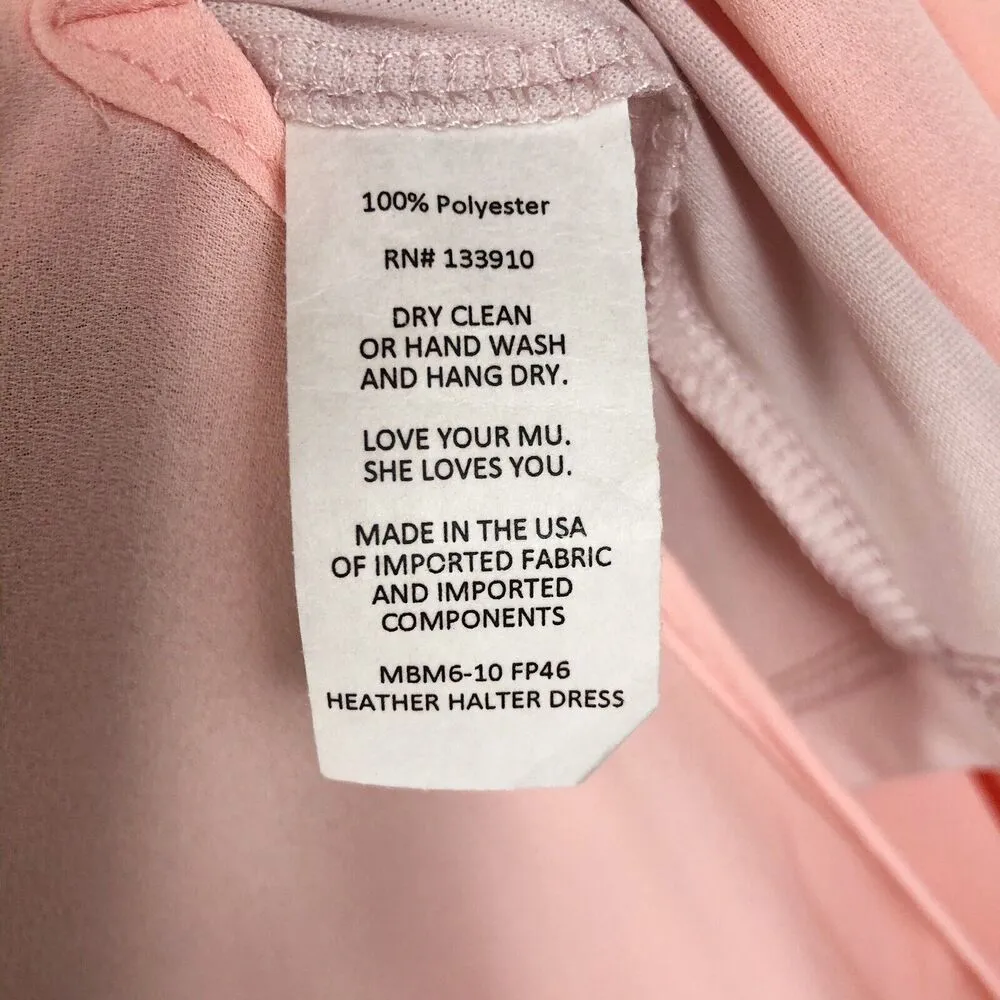 100% Polyester
RN# 133910
DRY CLEAN
OR HAND WASH
AND HANG DRY.
LOVE YOUR MU.
SHE LOVES YOU.
MADE IN THE USA
OF IMPORTED FABRIC
AND IMPORTED
COMPONENTS
MBM6-10 FP46
HEATHER HALTER DRESS